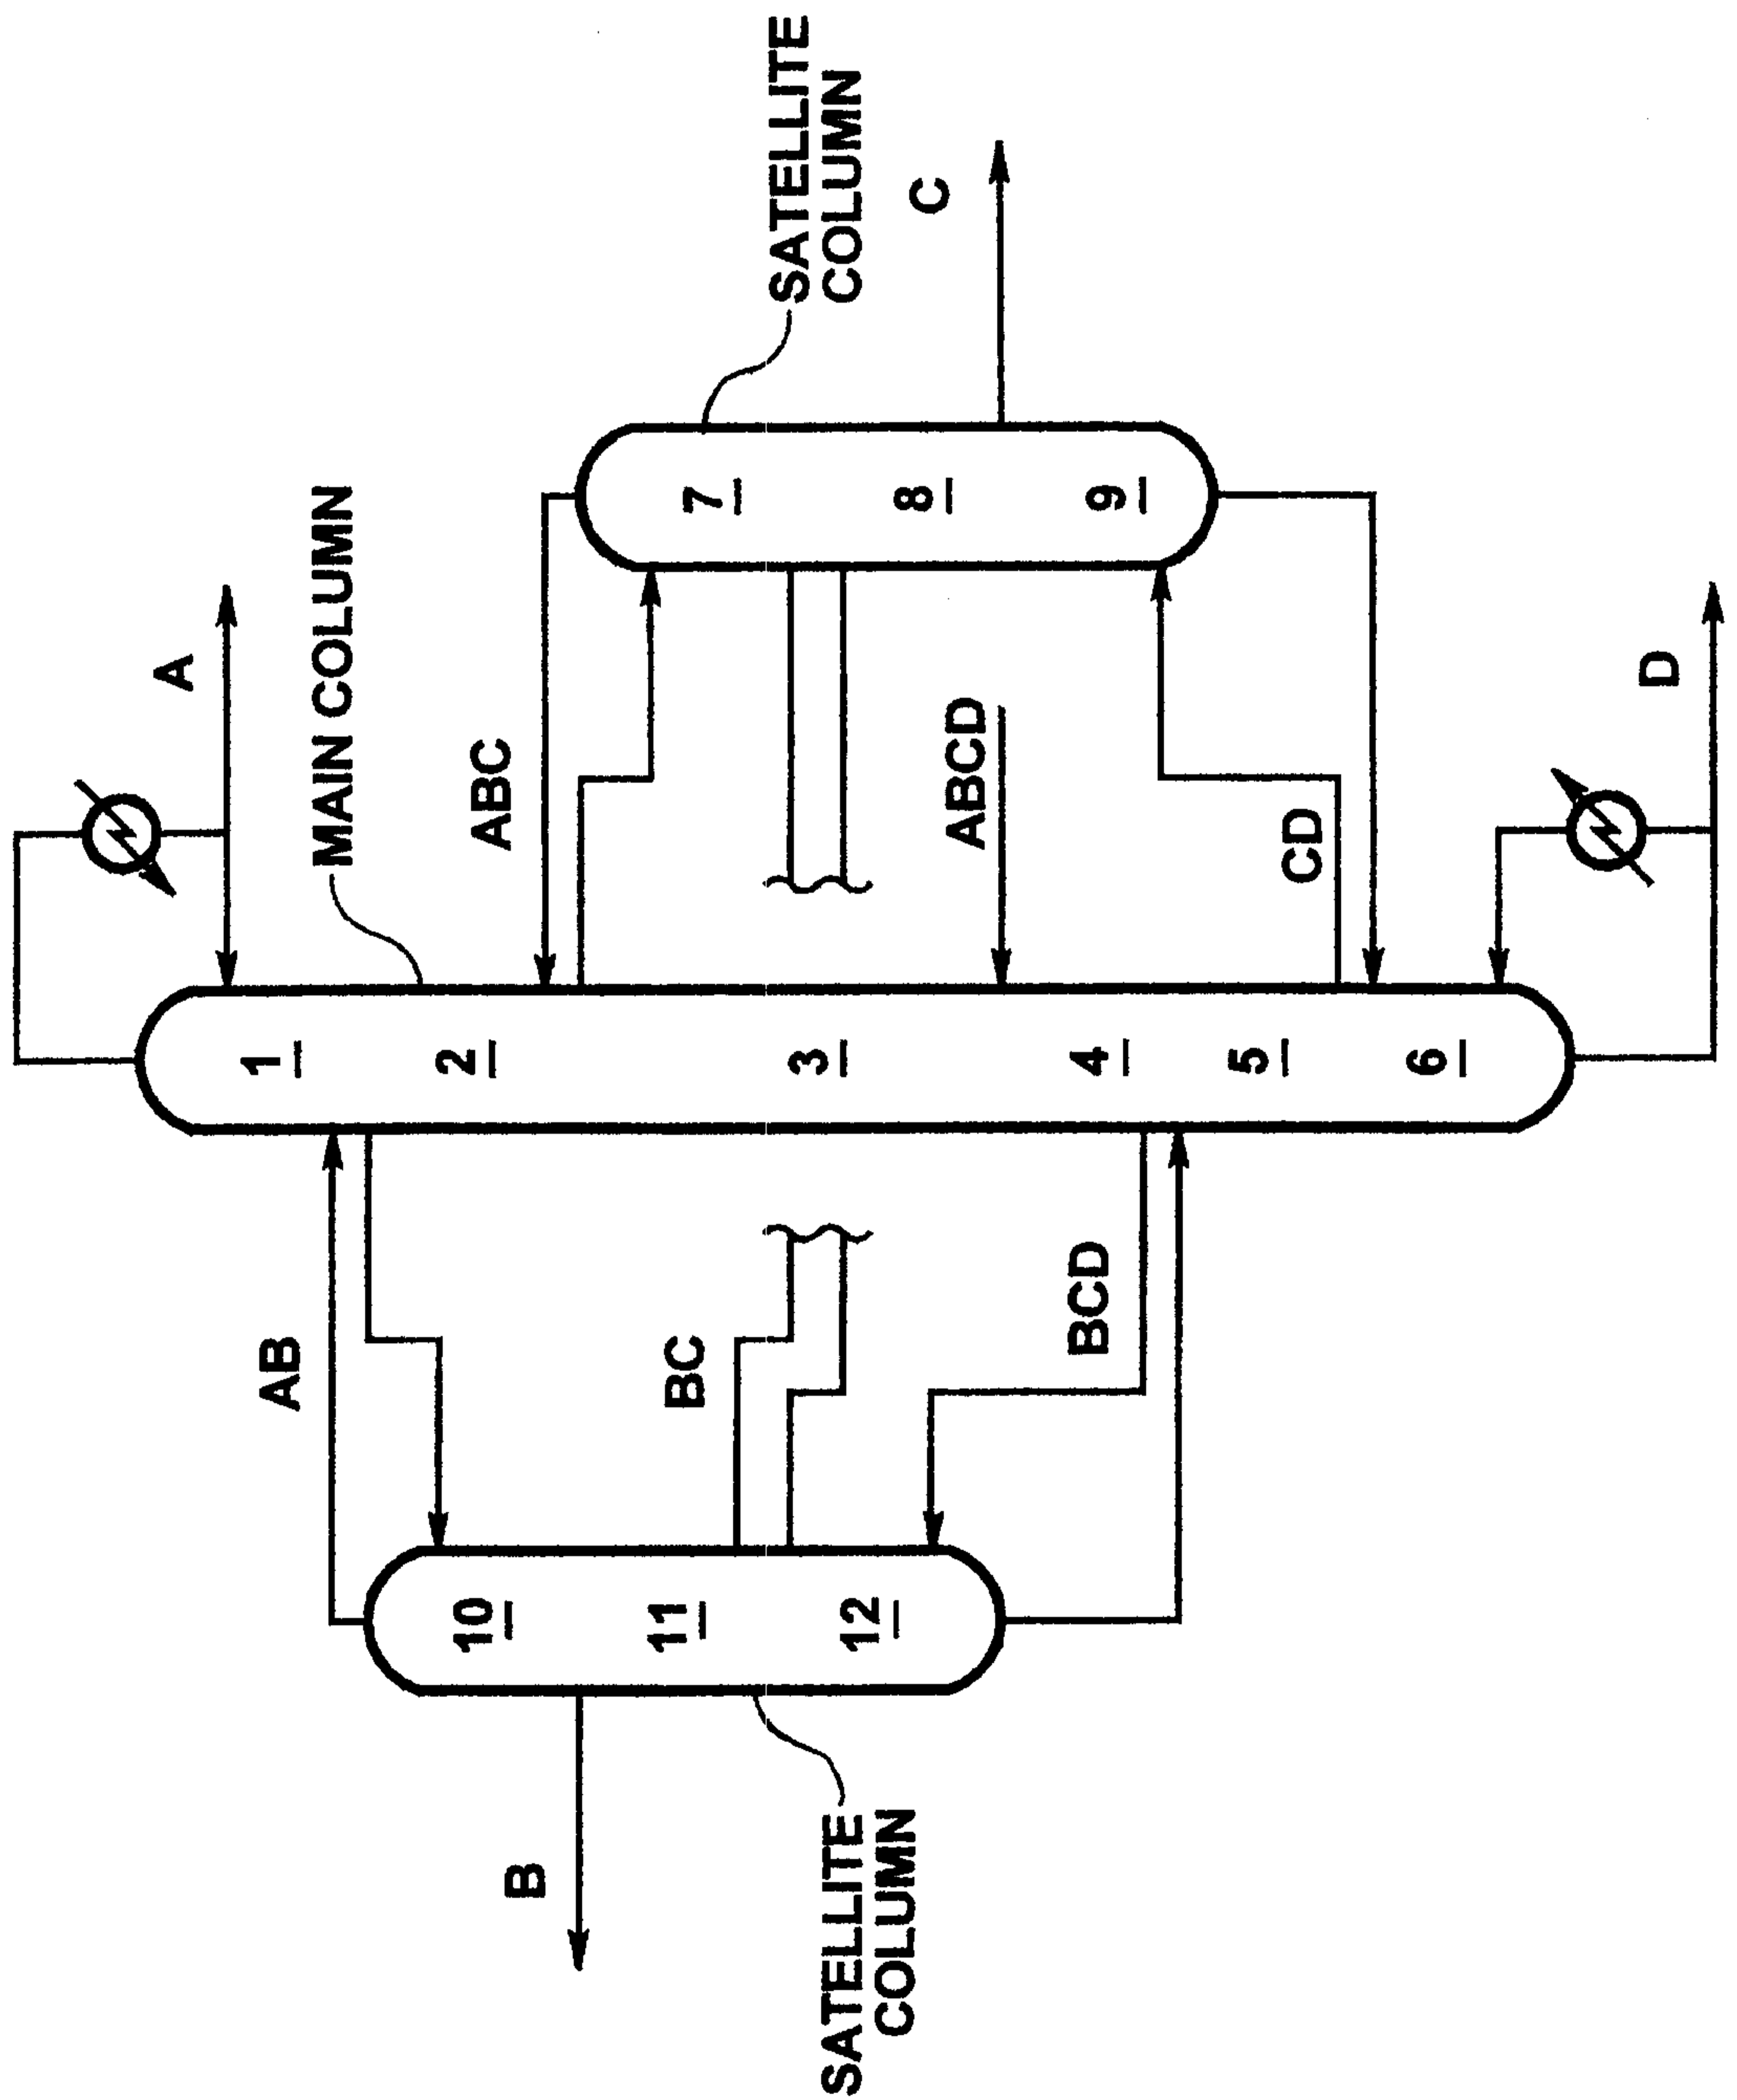 A
MAIN COLUMN
1
2
AB
ABC
SATELLITE
COLUMN
7
8
9
C
3
ABCD
4
5
6
CD
BC
BCD
10
11
12
B
SATELLITE
COLUMN
D